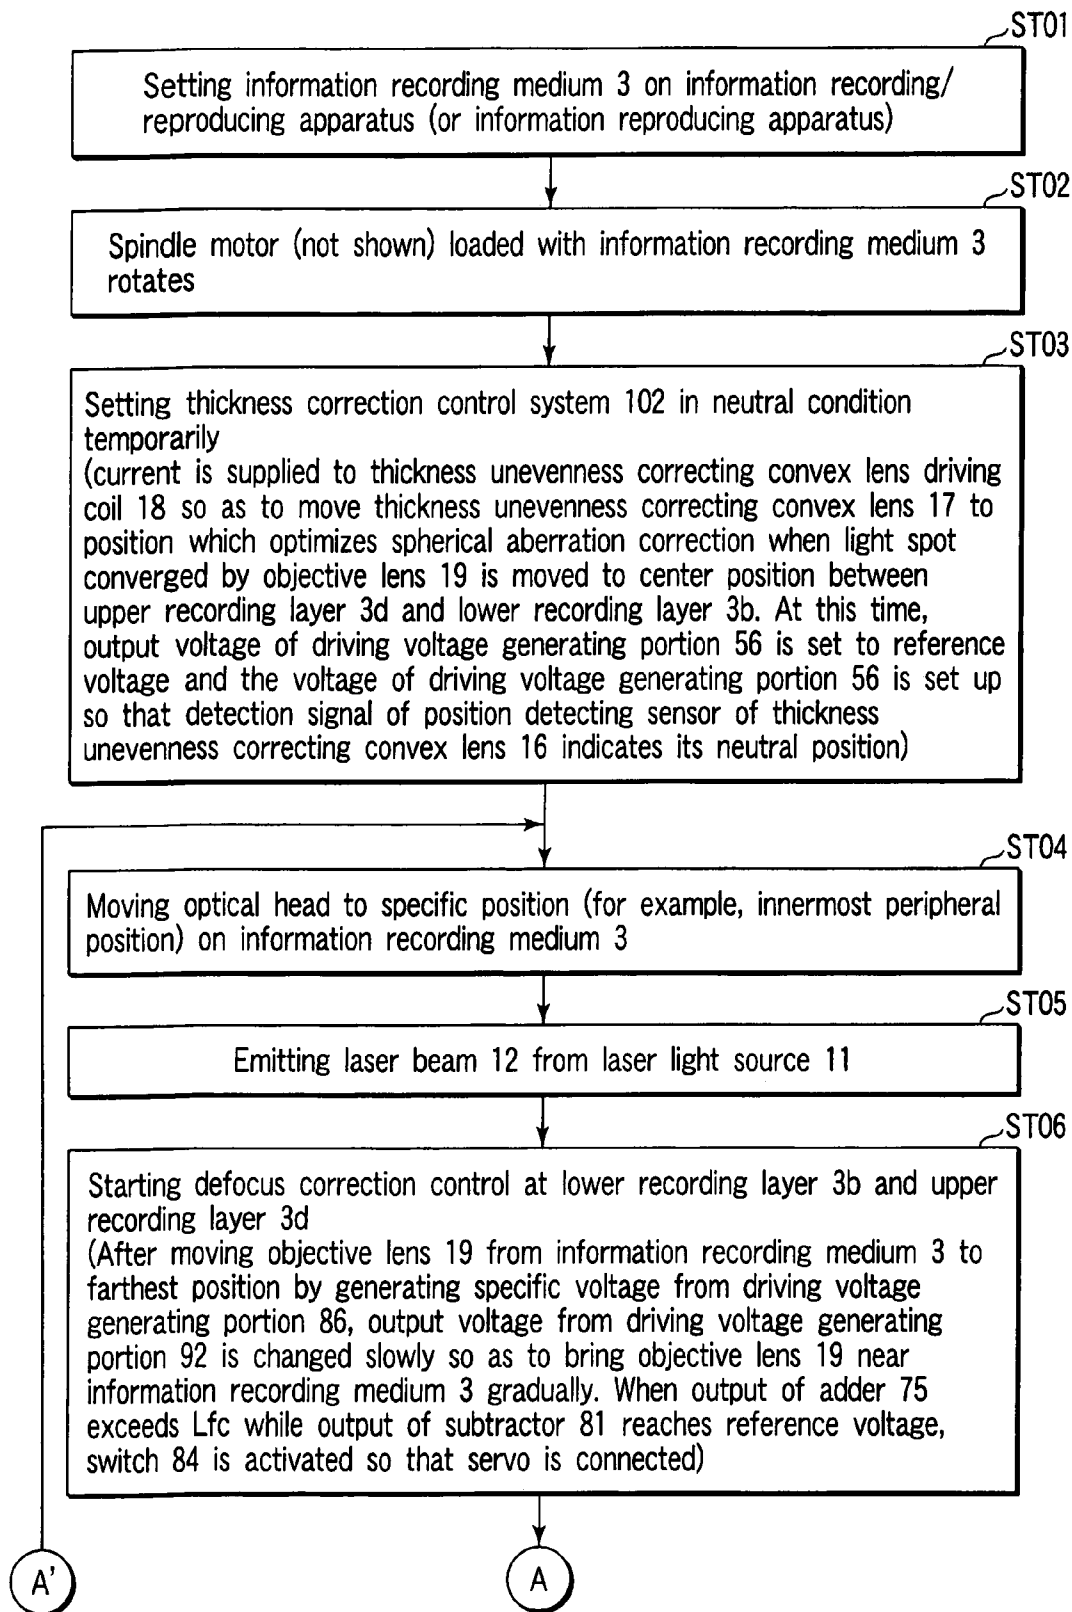 ST01
Setting information recording medium 3 on information recording/
reproducing apparatus (or information reproducing apparatus)
ST02
Spindle motor (not shown) loaded with information recording medium 3
rotates
ST03
Setting thickness correction control system 102 in neutral condition
temporarily
(current is supplied to thickness unevenness correcting convex lens driving
coil 18 so as to move thickness unevenness correcting convex lens 17 to
position which optimizes spherical aberration correction when light spot
converged by objective lens 19 is moved to center position between
upper recording layer 3d and lower recording layer 3b. At this time,
output voltage of driving voltage generating portion 56 is set to reference
voltage and the voltage of driving voltage generating portion 56 is set up
so that detection signal of position detecting sensor of thickness
unevenness correcting convex lens 16 indicates its neutral position)
ST04
Moving optical head to specific position (for example, innermost peripheral
position) on information recording medium 3
ST05
Emitting laser beam 12 from laser light source 11
ST06
Starting defocus correction control at lower recording layer 3b and upper
recording layer 3d
(After moving objective lens 19 from information recording medium 3 to
farthest position by generating specific voltage from driving voltage
generating portion 86, output voltage from driving voltage generating
portion 92 is changed slowly so as to bring objective lens 19 near
information recording medium 3 gradually. When output of adder 75
exceeds Lfc while output of subtractor 81 reaches reference voltage,
switch 84 is activated so that servo is connected)
A'
A